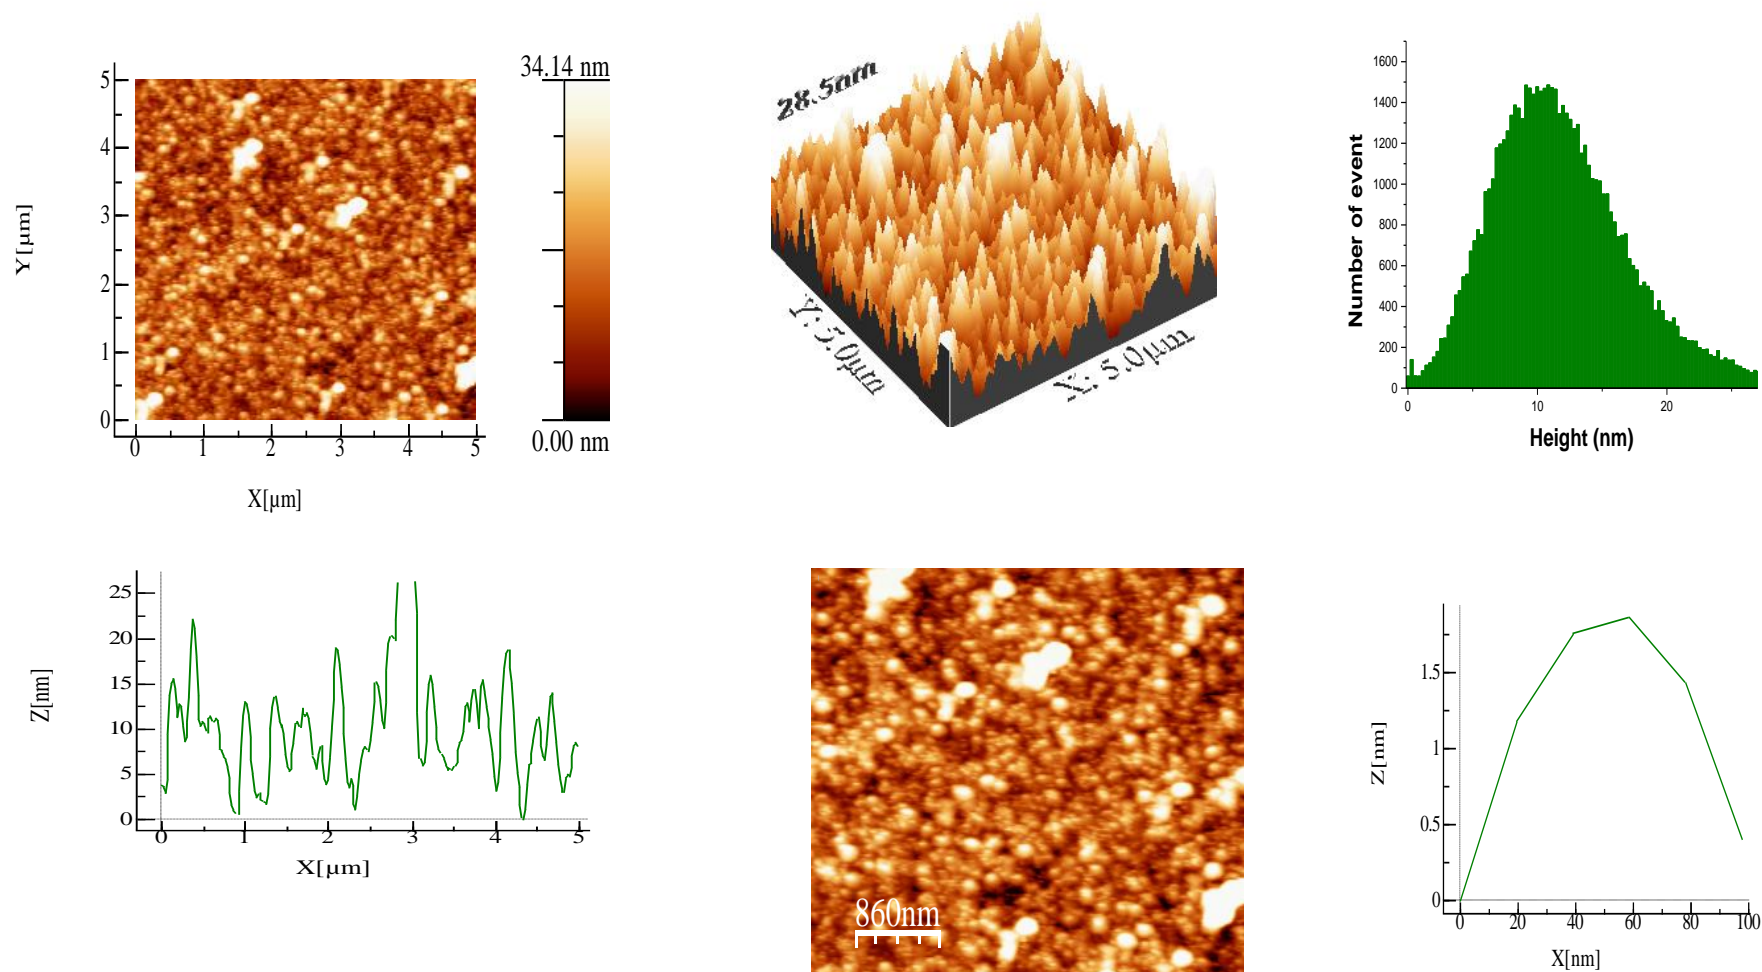 34.14 nm
5
4
3
2
1
0
Y[µm]
0 1 2 3 4 5
X[µm]
0.00 nm
28.5nm
Y: 5.0µm
X: 5.0µm
1600
1400
1200
1000
800
600
400
200
0
Number of event
0 10 20
Height (nm)
25
20
15
10
5
0
Z[nm]
0 1 2 3 4 5
X[µm]
860nm
1.5
1
0.5
0
Z[nm]
0 20 40 60 80 100
X[nm]